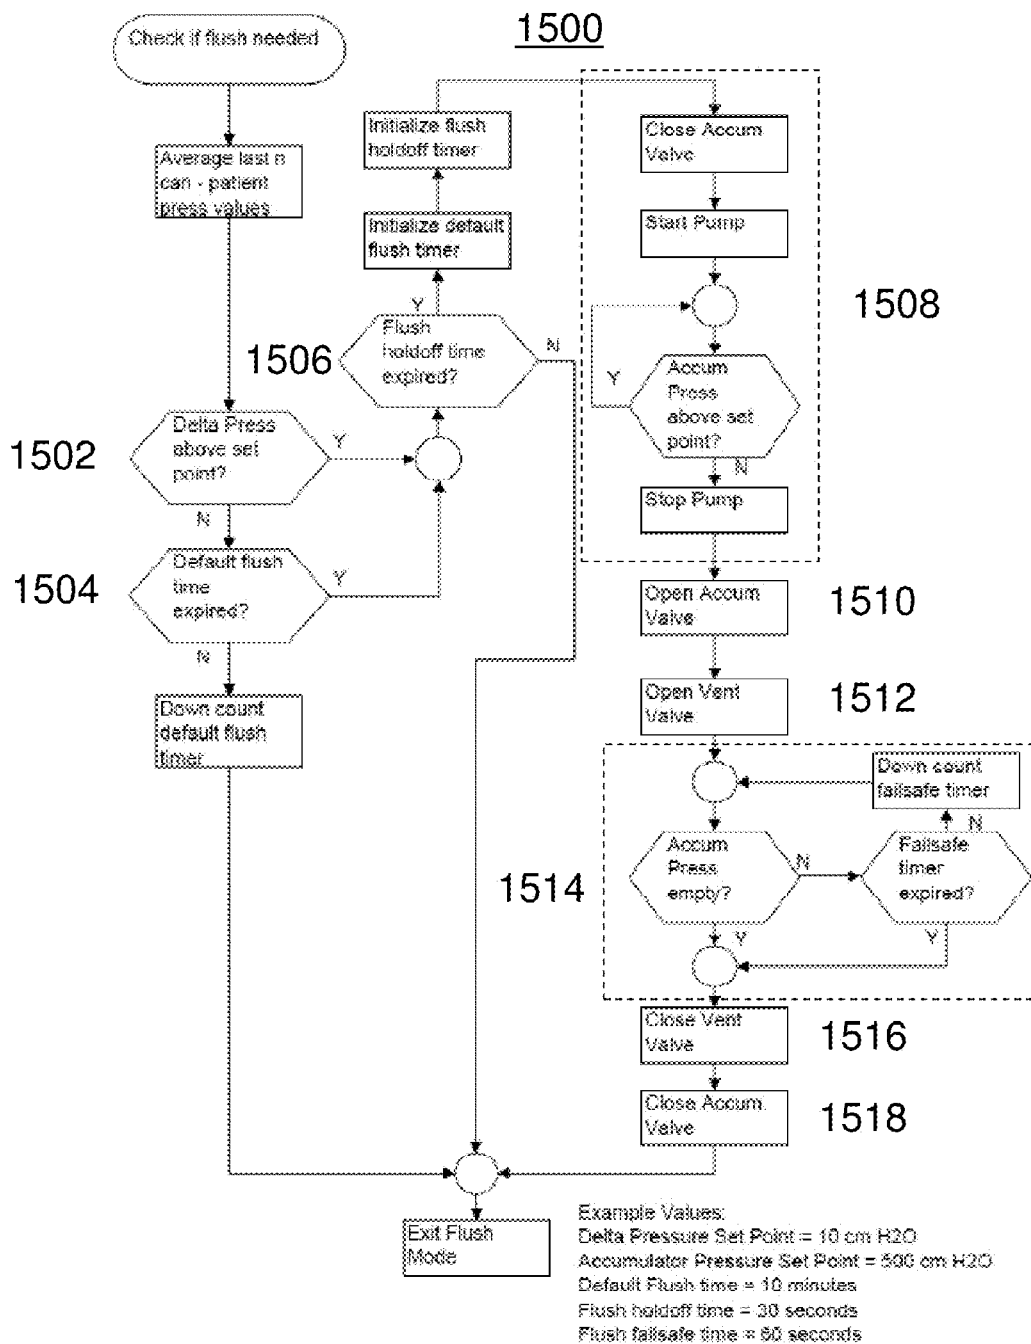 1500
Check if flush needed
Average last n
can - patient
press values
Initialize flush
holdoff timer
Initialize default
flush timer
Y
Flush
holdoff time
expired?
N
1506
1502
Delta Press
above set
point?
Y
N
1504
Default flush
time
expired?
Y
N
Down count
default flush
timer
Close Accum
Valve
Start Pump
1508
Y
Accum
Press
above set
point?
N
Stop Pump
Open Accum
Valve
1510
Open Vent
Valve
1512
Down count
failsafe timer
N
1514
Accum
Press
empty?
N
Failsafe
timer
expired?
Y
Y
Close Vent
Valve
1516
Close Accum
Valve
1518
Exit Flush
Mode
Example Values:
Delta Pressure Set Point = 10 cm H2O
Accumulator Pressure Set Point = 500 cm H2O
Default Flush time = 10 minutes
Flush holdoff time = 30 seconds
Flush failsafe time = 60 seconds